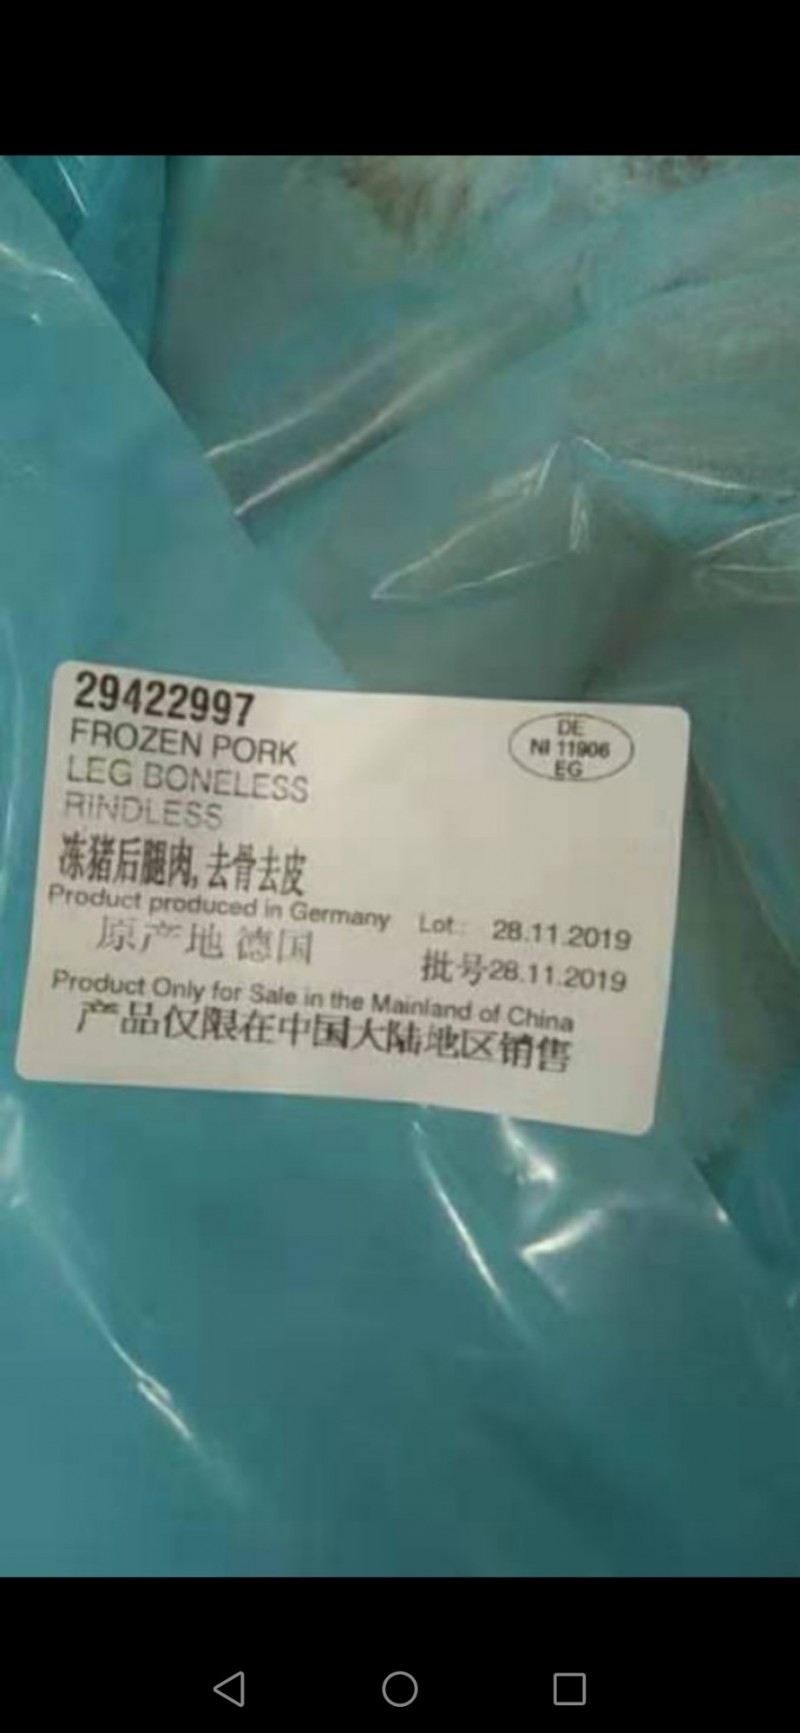 29422997
FROZEN PORK
LEG BONELESS
RINDLESS
冻猪后腿肉,去骨去皮
DE
NI 11906
EG
Product produced in Germany
原产地 德国
Lot: 28.11.2019
批号28.11.2019
Product Only for Sale in the Mainland of China
产品仅限在中国大陆地区销售